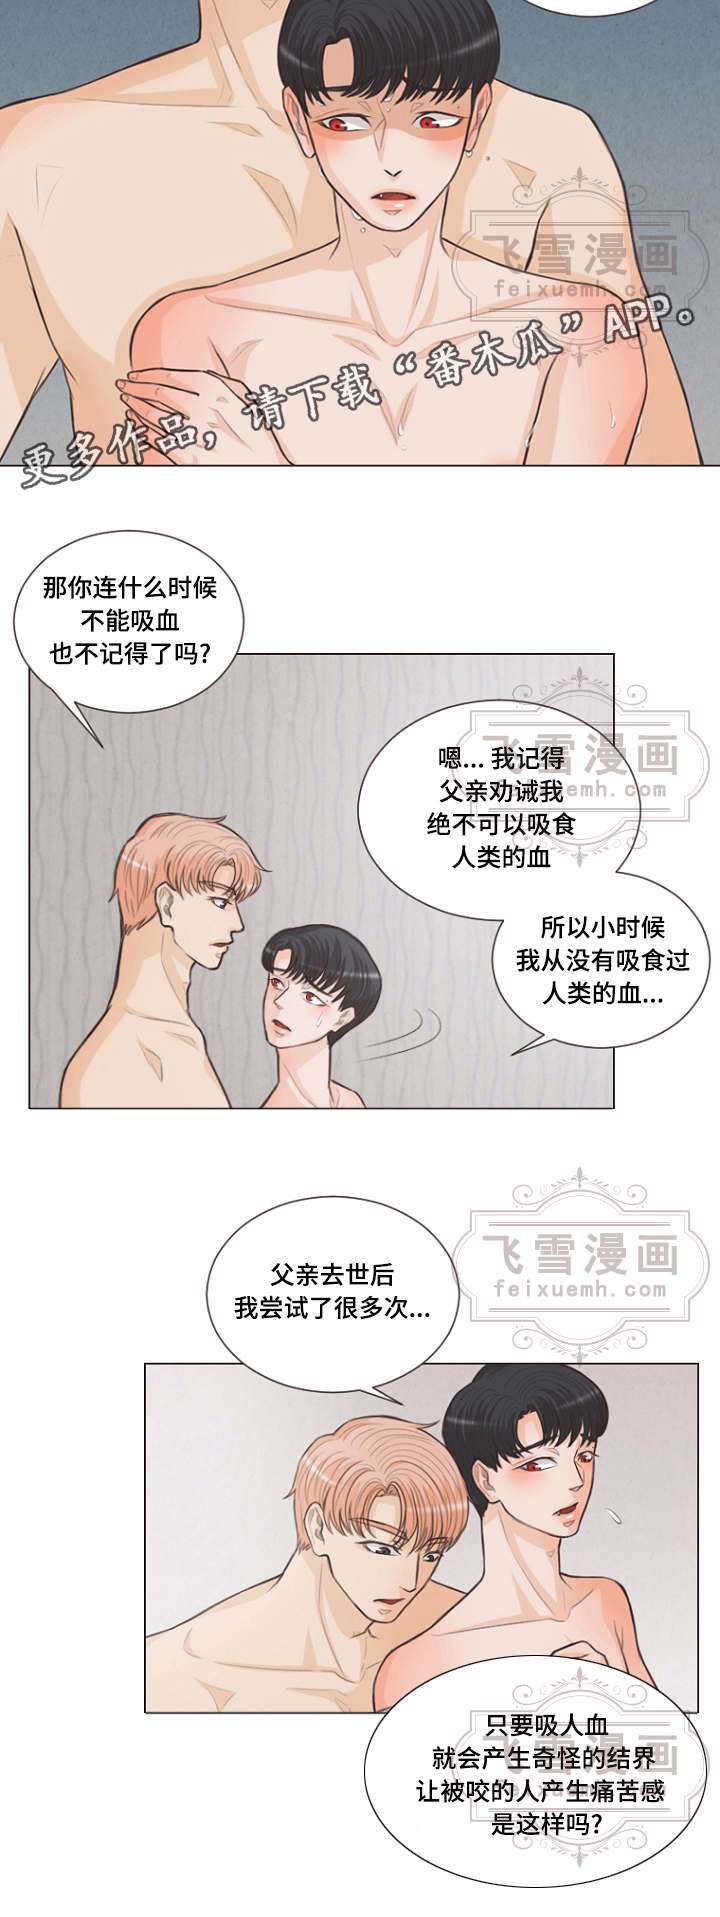 飞雪漫画
feixuemh.com
更多作品，请下载“番木瓜”APP。
那你连什么时候
不能吸血
也不记得了吗?
飞雪漫画
feixuemh.com
嗯... 我记得
父亲劝诫我
绝不可以吸食
人类的血
所以小时候
我从没有吸食过
人类的血...
飞雪漫画
feixuemh.com
父亲去世后
我尝试了很多次...
只要吸人血
就会产生奇怪的结界
让被咬的人产生痛苦感
是这样吗?
飞雪漫画
feixuemh.com